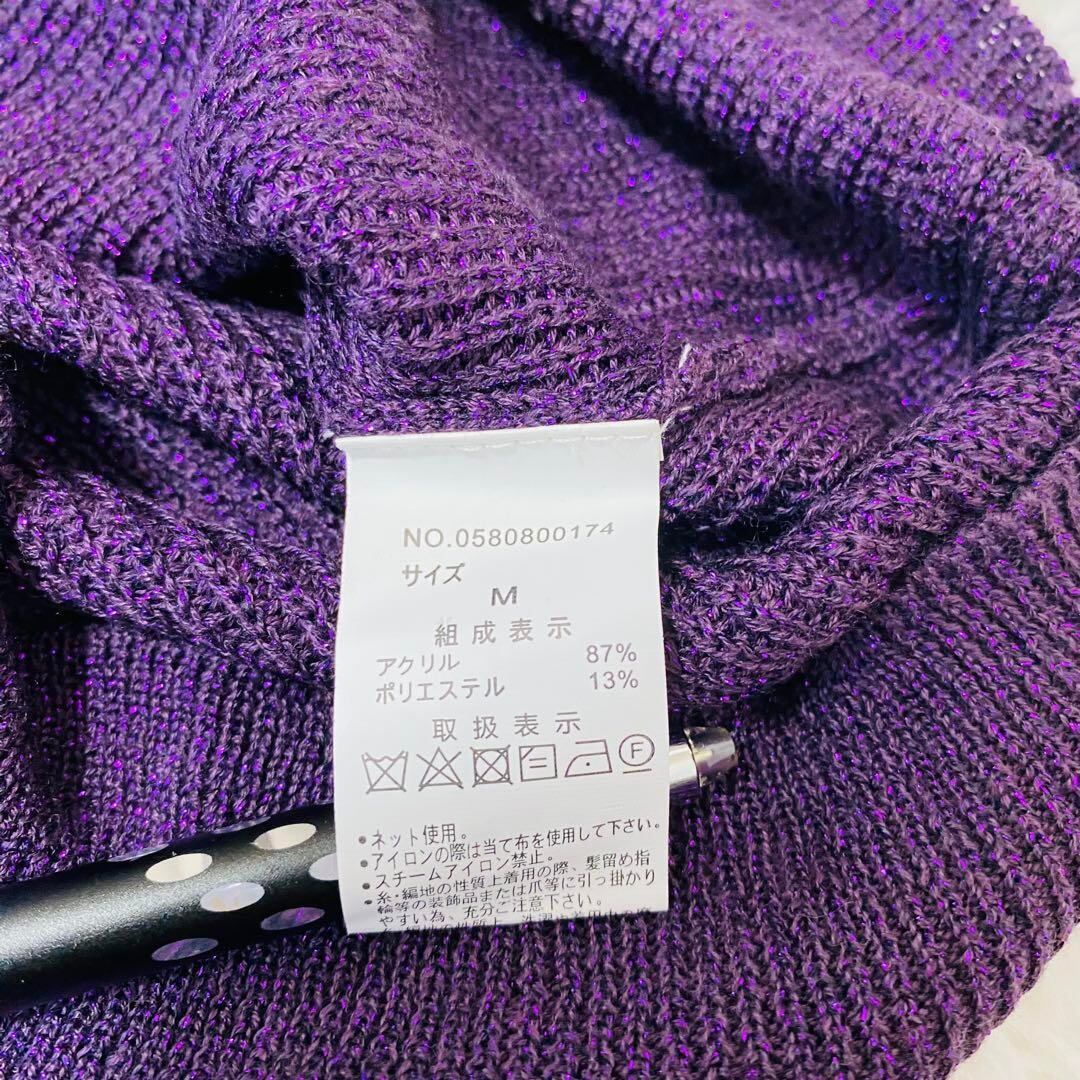 NO.0580800174
サイズ
M
組成表示
アクリル 87%
ポリエステル 13%
取扱表示
F
•ネット使用。
•アイロンの際は当て布を使用して下さい。
•スチームアイロン禁止。
•糸・編地の性質上着用の際、髪留め指
輪等の装飾品または爪等に引っ掛かり
やすい為、充分ご注意下さい。